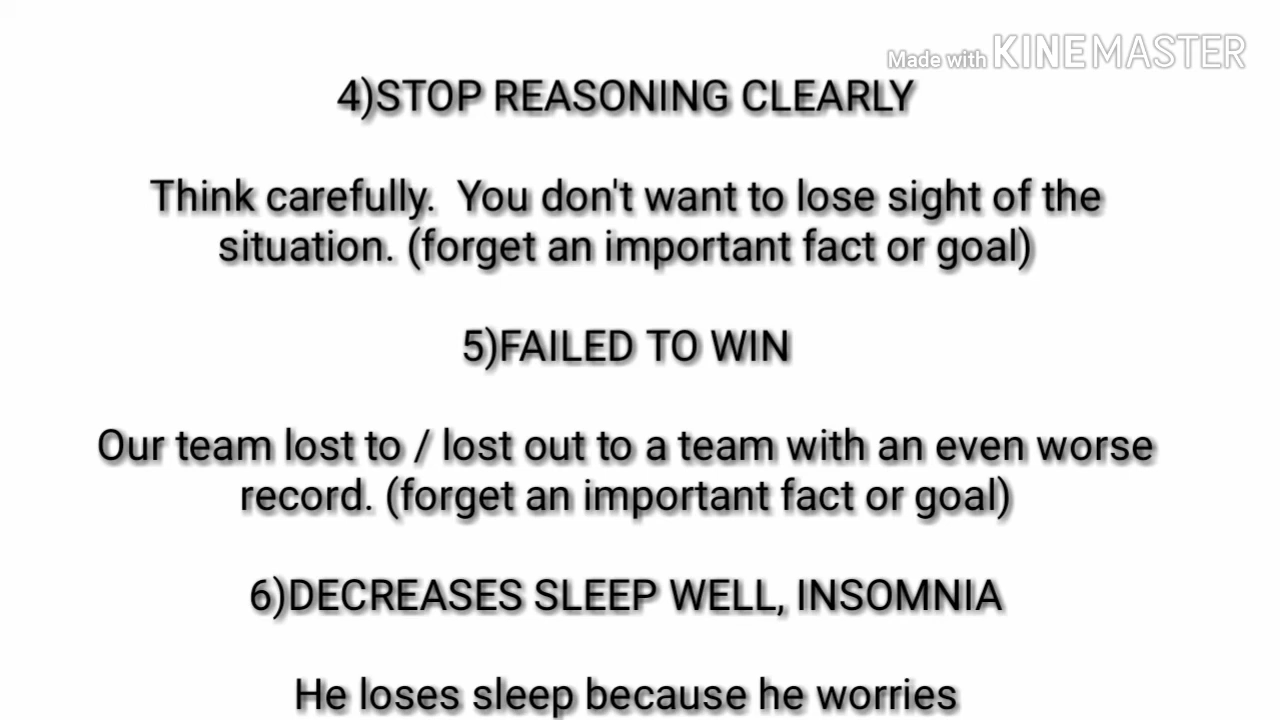 Made with KINEMASTER
4)STOP REASONING CLEARLY
Think carefully.  You don't want to lose sight of the
situation. (forget an important fact or goal)
5)FAILED TO WIN
Our team lost to / lost out to a team with an even worse
record. (forget an important fact or goal)
6)DECREASES SLEEP WELL, INSOMNIA
He loses sleep because he worries